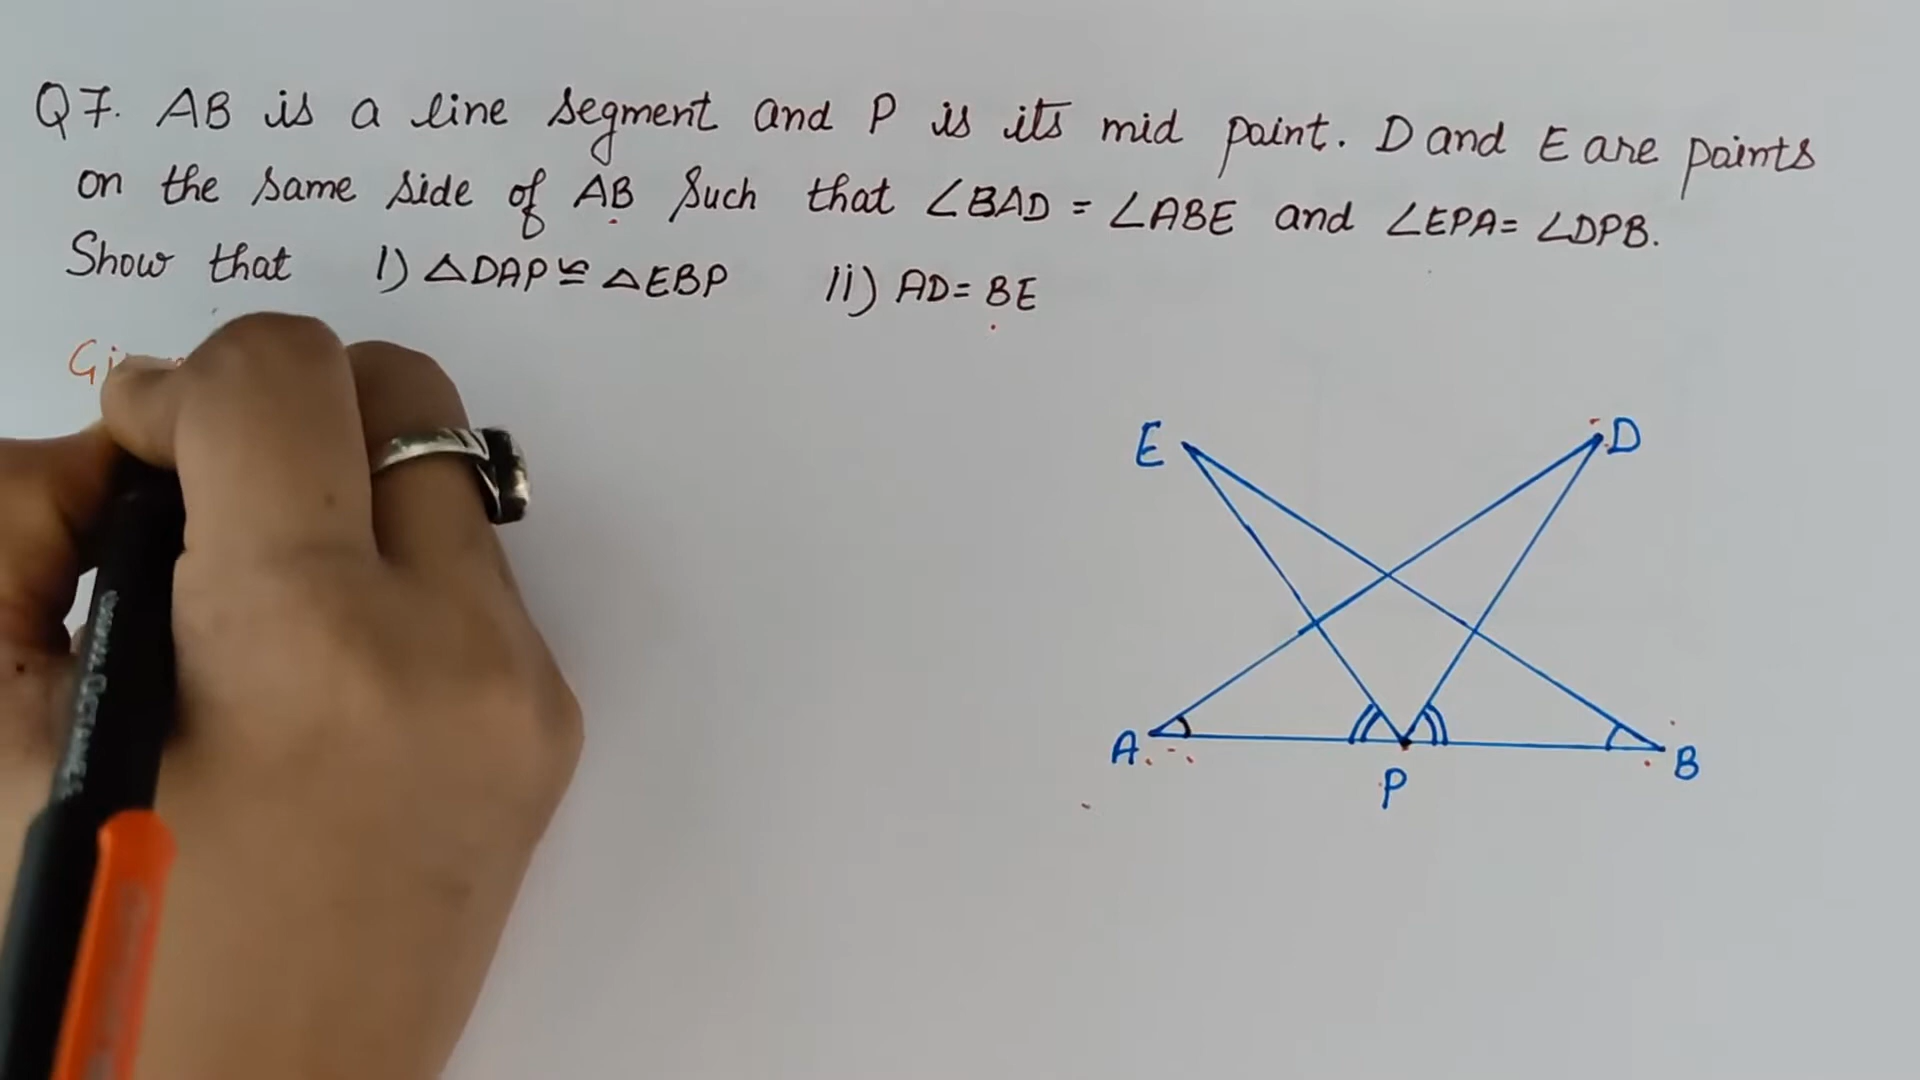 Q7. AB is a line segment and P is its mid point. D and E are points
on the same side of AB Such that ∠BAD = ∠ABE and ∠EPA= ∠DPB.
Show that I) △DAP ≅ △EBP II) AD= BE
E D
A B
P